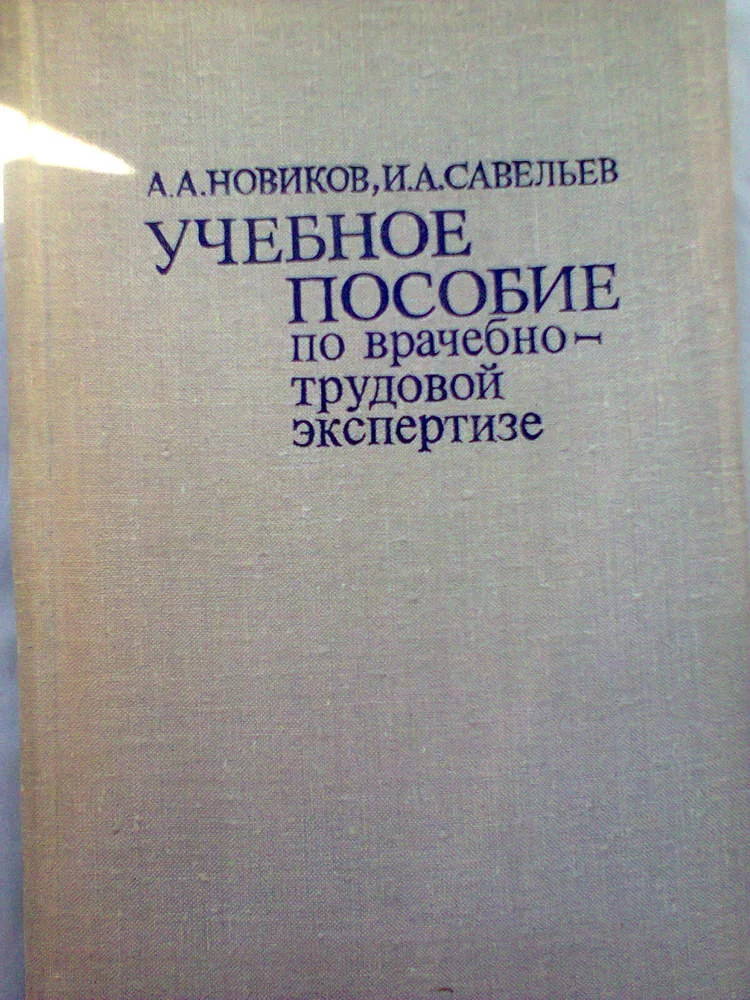 А.А.НОВИКОВ, И.А.САВЕЛЬЕВ
УЧЕБНОЕ
ПОСОБИЕ
по врачебно-
трудовой
экспертизе